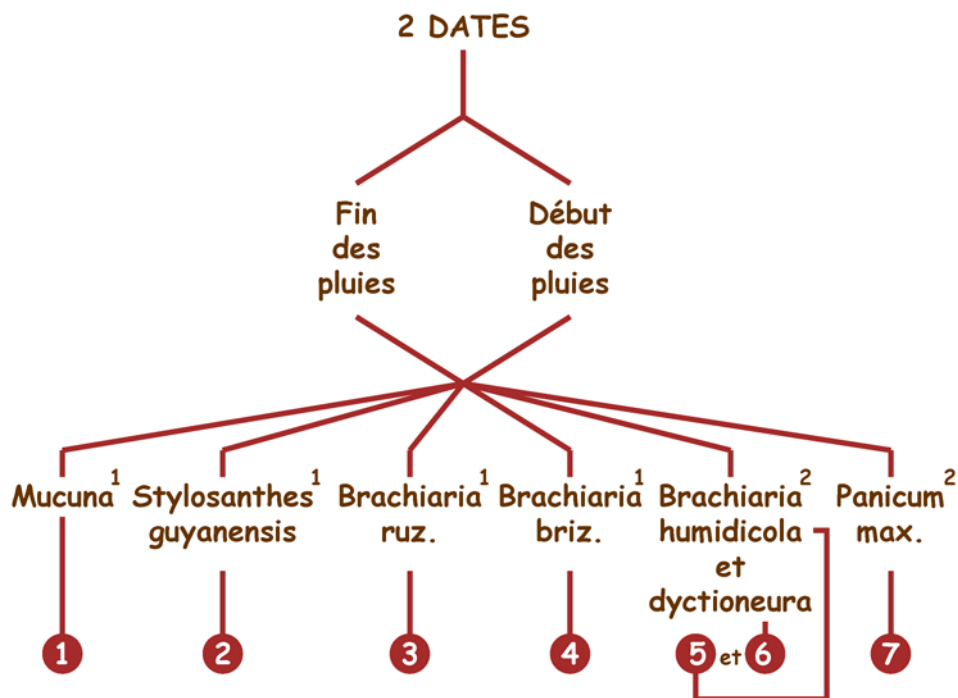 2 DATES
Fin
des
pluies
Début
des
pluies
Mucuna¹
Stylosanthes¹
guyanensis
Brachiaria¹
ruz.
Brachiaria¹
briz.
Brachiaria²
humidicola
et
dyctioneura
Panicum²
max.
1
2
3
4
5 et 6
7